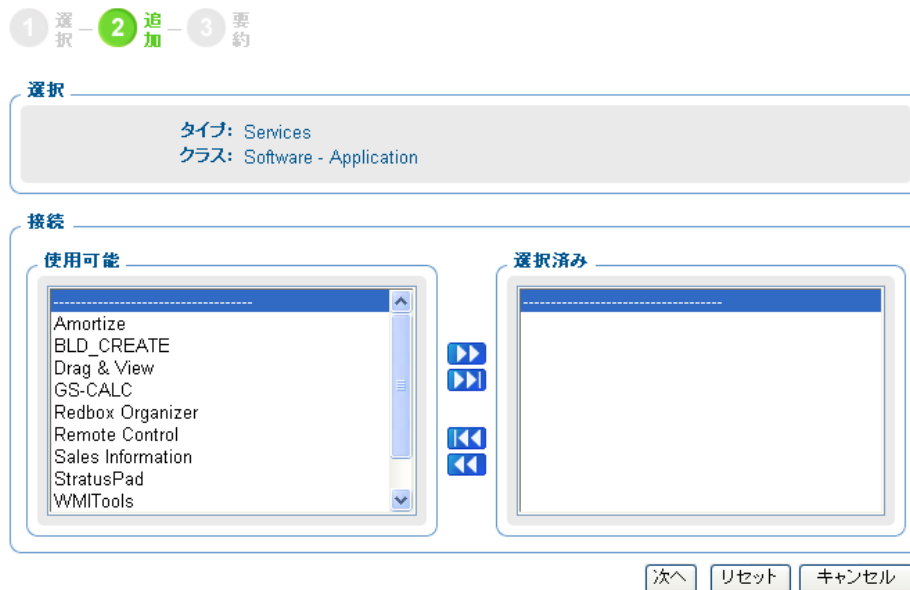 1 選択 2 追加 3 要約
選択
タイプ: Services
クラス: Software - Application
接続
使用可能
------------------------------------
Amortize
BLD_CREATE
Drag & View
GS-CALC
Redbox Organizer
Remote Control
Sales Information
StratusPad
WMITools
選択済み
------------------------------------
次へ リセット キャンセル